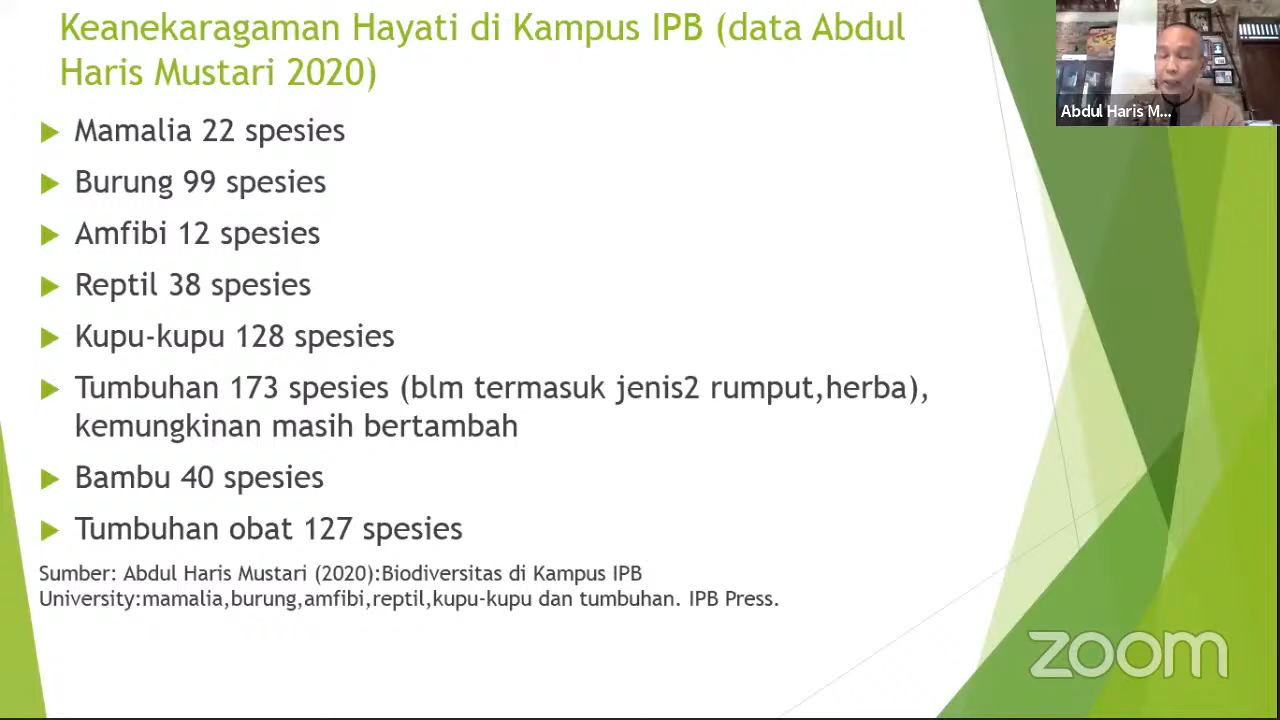 Keanekaragaman Hayati di Kampus IPB (data Abdul
Haris Mustari 2020)
Mamalia 22 spesies
Burung 99 spesies
Amfibi 12 spesies
Reptil 38 spesies
Kupu-kupu 128 spesies
Tumbuhan 173 spesies (blm termasuk jenis2 rumput,herba),
kemungkinan masih bertambah
Bambu 40 spesies
Tumbuhan obat 127 spesies
Sumber: Abdul Haris Mustari (2020):Biodiversitas di Kampus IPB
University:mamalia,burung,amfibi,reptil,kupu-kupu dan tumbuhan. IPB Press.
Abdul Haris M...
zoom